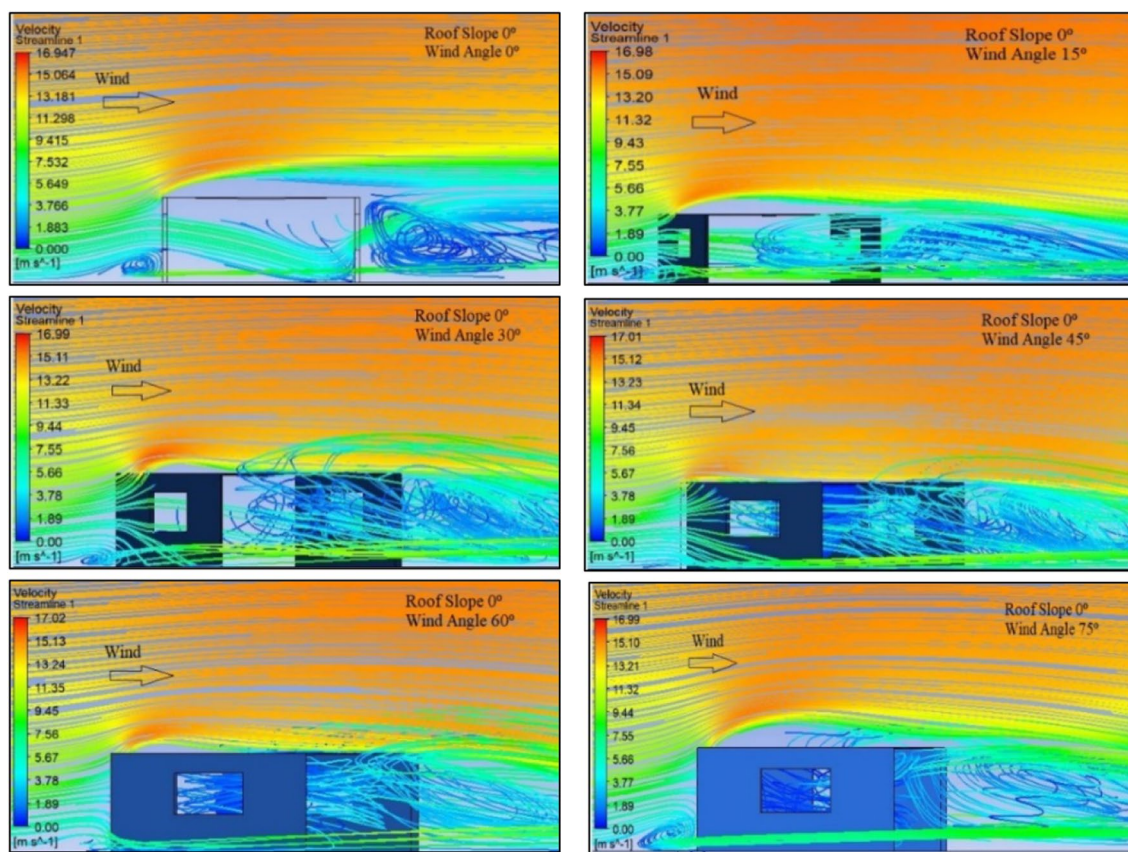 Velocity
Streamline 1
16.947
15.064
13.181
11.298
9.415
7.532
5.649
3.766
1.883
0.000
[m s^-1]
Wind
Roof Slope 0º
Wind Angle 0º
Velocity
Streamline 1
16.98
15.09
13.20
11.32
9.43
7.55
5.66
3.77
1.89
0.00
[m s^-1]
Wind
Roof Slope 0º
Wind Angle 15º
Velocity
Streamline 1
16.99
15.11
13.22
11.33
9.44
7.55
5.66
3.78
1.89
0.00
[m s^-1]
Wind
Roof Slope 0º
Wind Angle 30º
Velocity
Streamline 1
17.01
15.12
13.23
11.34
9.45
7.56
5.67
3.78
1.89
0.00
[m s^-1]
Wind
Roof Slope 0º
Wind Angle 45º
Velocity
Streamline 1
17.02
15.13
13.24
11.35
9.45
7.56
5.67
3.78
1.89
0.00
[m s^-1]
Wind
Roof Slope 0º
Wind Angle 60º
Velocity
Streamline 1
16.99
15.10
13.21
11.32
9.44
7.55
5.66
3.77
1.89
0.00
[m s^-1]
Wind
Roof Slope 0º
Wind Angle 75º